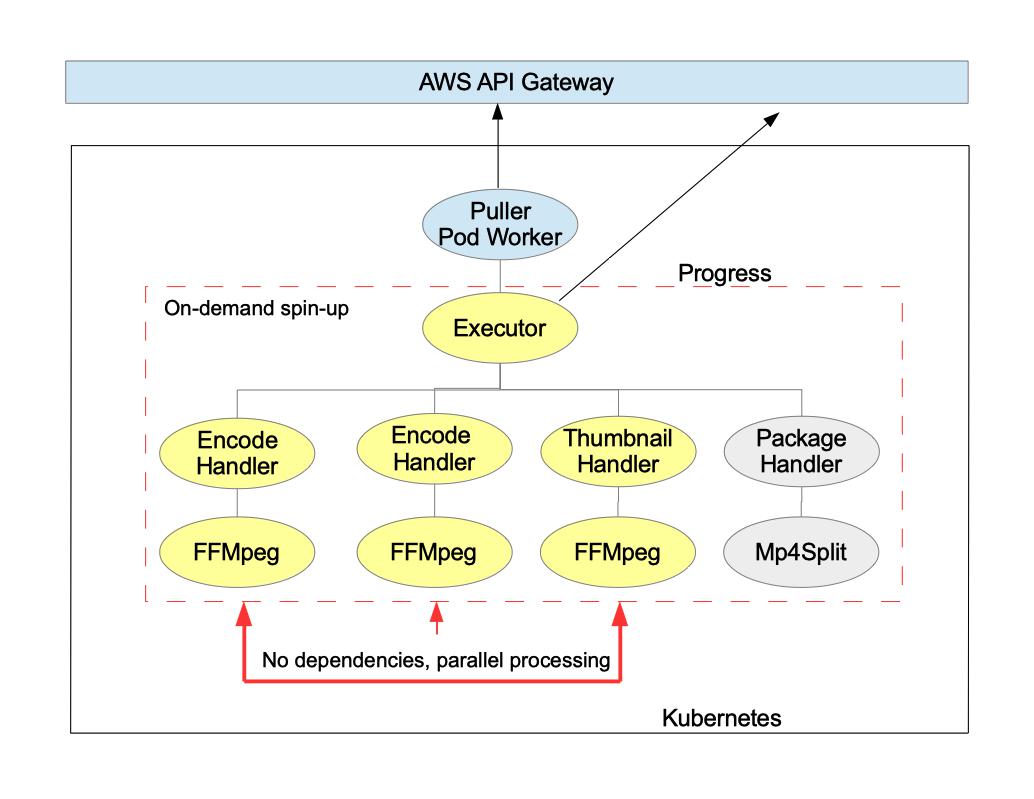 AWS API Gateway
Puller
Pod Worker
Progress
On-demand spin-up
Executor
Encode
Handler
Encode
Handler
Thumbnail
Handler
Package
Handler
FFMpeg
FFMpeg
FFMpeg
Mp4Split
No dependencies, parallel processing
Kubernetes